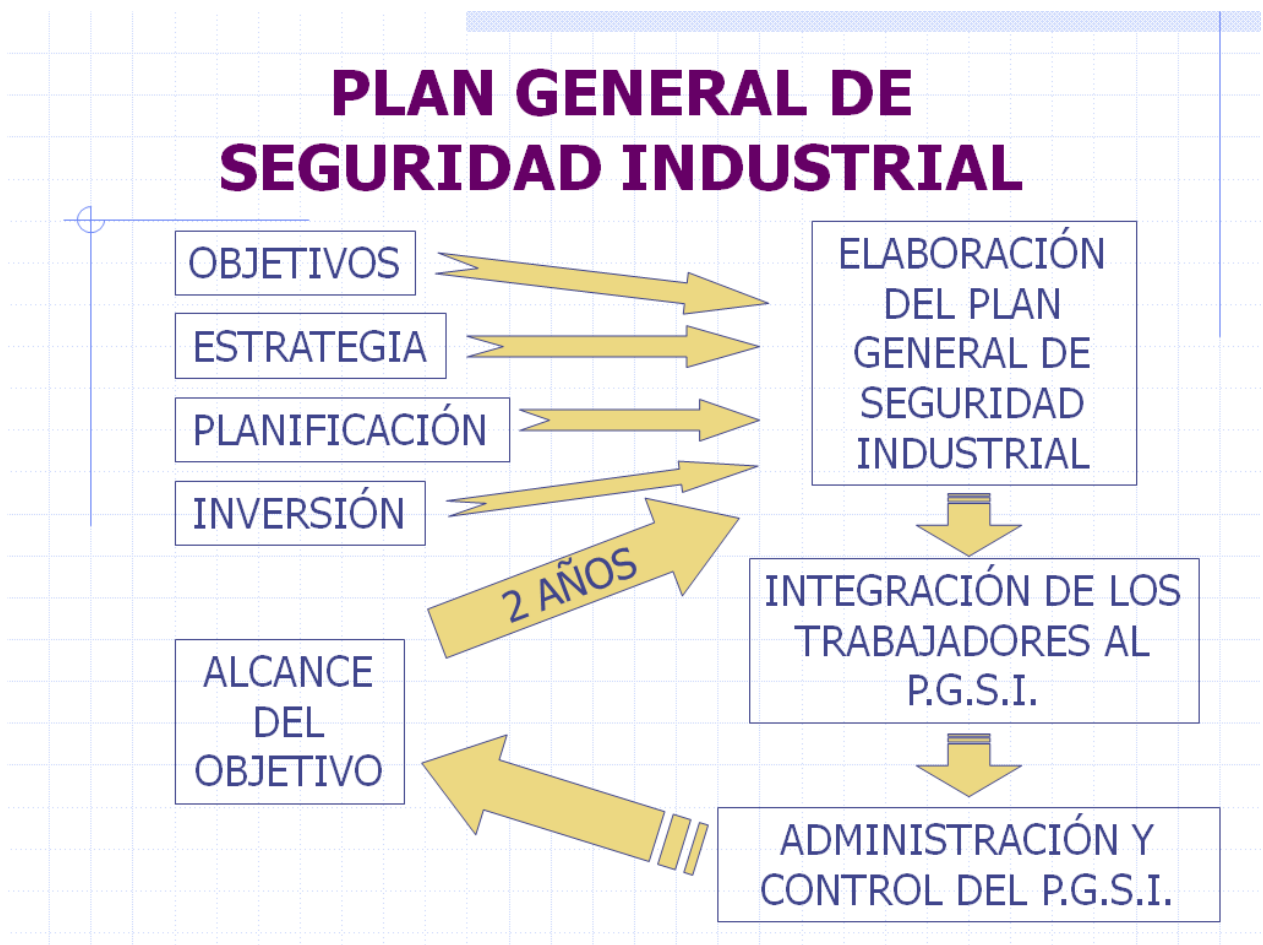 PLAN GENERAL DE
SEGURIDAD INDUSTRIAL
OBJETIVOS
ESTRATEGIA
PLANIFICACIÓN
INVERSIÓN
ELABORACIÓN
DEL PLAN
GENERAL DE
SEGURIDAD
INDUSTRIAL
2 AÑOS
INTEGRACIÓN DE LOS
TRABAJADORES AL
P.G.S.I.
ALCANCE
DEL
OBJETIVO
ADMINISTRACIÓN Y
CONTROL DEL P.G.S.I.